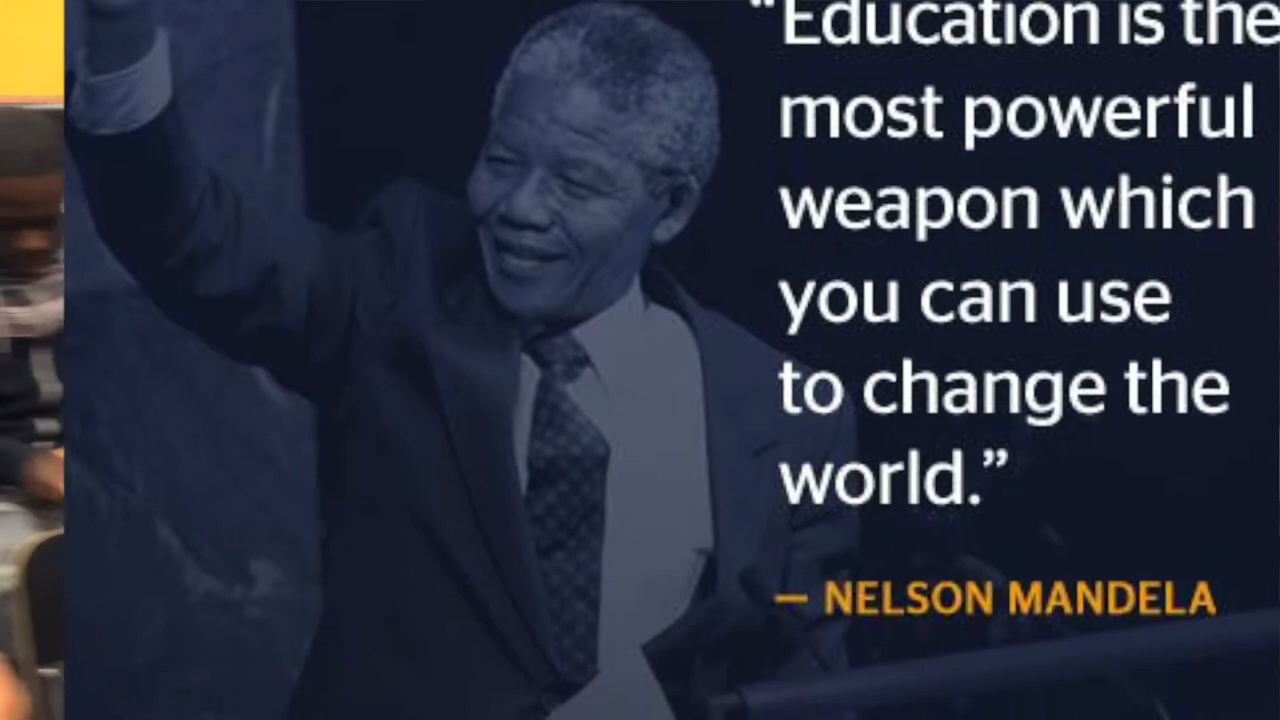 “Education is the
most powerful
weapon which
you can use
to change the
world.”
— NELSON MANDELA